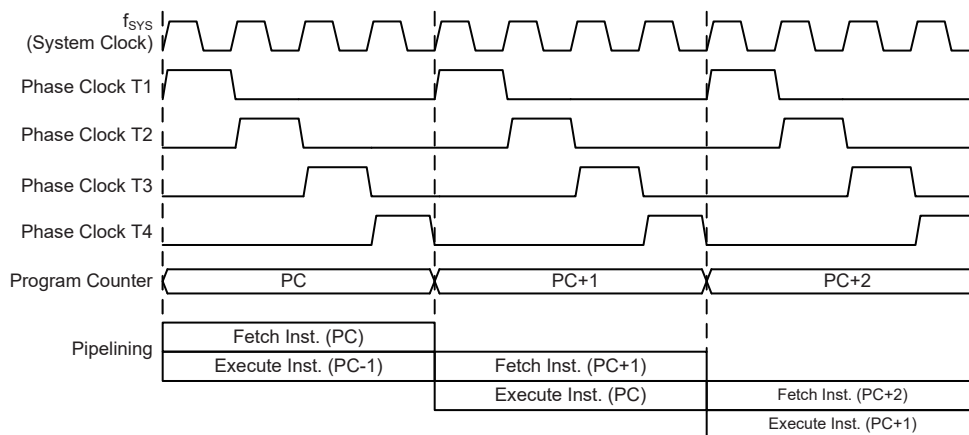 fSYS
(System Clock)
Phase Clock T1
Phase Clock T2
Phase Clock T3
Phase Clock T4
Program Counter PC PC+1 PC+2
Pipelining
Fetch Inst. (PC)
Execute Inst. (PC-1) Fetch Inst. (PC+1)
Execute Inst. (PC) Fetch Inst. (PC+2)
Execute Inst. (PC+1)